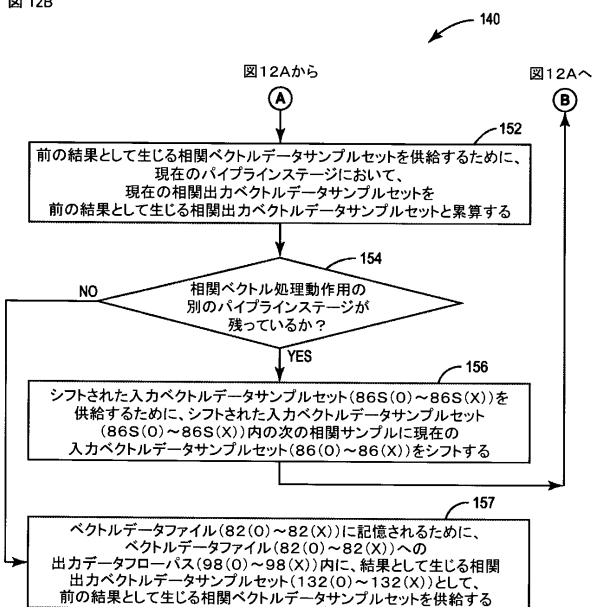 図 12B
140
図12Aから
図12Aへ
A
B
152
前の結果として生じる相関ベクトルデータサンプルセットを供給するために、
現在のパイプラインステージにおいて、
現在の相関出力ベクトルデータサンプルセットを
前の結果として生じる相関出力ベクトルデータサンプルセットと累算する
154
相関ベクトル処理動作用の
別のパイプラインステージが
残っているか?
NO
YES
156
シフトされた入力ベクトルデータサンプルセット(86S(0)~86S(X))を
供給するために、シフトされた入力ベクトルデータサンプルセット
(86S(0)~86S(X))内の次の相関サンプルに現在の
入力ベクトルデータサンプルセット(86(0)~86(X))をシフトする
157
ベクトルデータファイル(82(0)~82(X))に記憶されるために、
ベクトルデータファイル(82(0)~82(X))への
出力データフローパス(98(0)~98(X))内に、結果として生じる相関
出力ベクトルデータサンプルセット(132(0)~132(X))として、
前の結果として生じる相関ベクトルデータサンプルセットを供給する